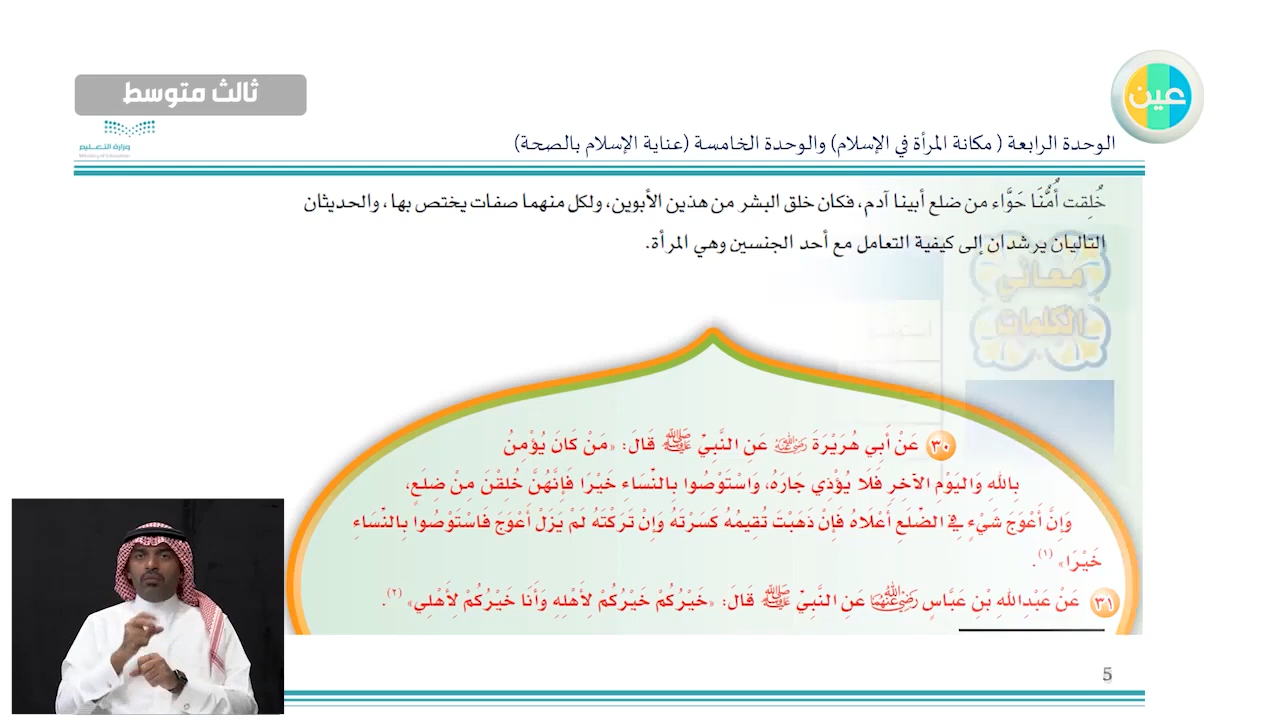 ثالث متوسط
عين
وزارة التعليم
Ministry of Education
الوحدة الرابعة ( مكانة المرأة في الإسلام) والوحدة الخامسة (عناية الإسلام بالصحة)
خُلِقت أُمُّنَا حَوَّاء من ضلع أبينا آدم، فكان خلق البشر من هذين الأبوين، ولكل منهما صفات يختص بها، والحديثان
التاليان يرشدان إلى كيفية التعامل مع أحد الجنسين وهي المرأة.
معاني
الكلمات
٣٠ عَنْ أَبِي هُرَيْرَةَ رضي الله عنه عَنِ النَّبِيِّ ﷺ قَالَ: «مَنْ كَانَ يُؤْمِنُ
بِاللهِ وَالْيَوْمِ الآخِرِ فَلَا يُؤْذِي جَارَهُ، وَاسْتَوْصُوا بِالنِّسَاءِ خَيْرًا فَإِنَّهُنَّ خُلِقْنَ مِنْ ضِلَعٍ،
وَإِنَّ أَعْوَجَ شَيْءٍ فِي الضِّلَعِ أَعْلَاهُ فَإِنْ ذَهَبْتَ تُقِيمُهُ كَسَرْتَهُ وَإِنْ تَرَكْتَهُ لَمْ يَزَلْ أَعْوَجَ فَاسْتَوْصُوا بِالنِّسَاءِ
خَيْرًا» (١).
٣١ عَنْ عَبْدِاللهِ بْنِ عَبَّاسٍ رضي الله عنهما عَنِ النَّبِيِّ ﷺ قَالَ: «خَيْرُكُمْ خَيْرُكُمْ لِأَهْلِهِ وَأَنَا خَيْرُكُمْ لِأَهْلِي» (٢).
5